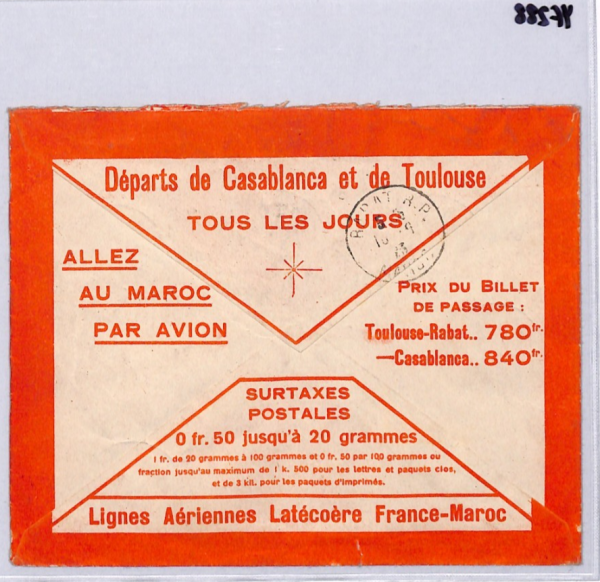 YF288
Départs de Casablanca et de Toulouse
TOUS LES JOURS
RABAT R.P.
ALLEZ
AU MAROC
PAR AVION
PRIX DU BILLET
DE PASSAGE :
Toulouse-Rabat.. 780fr.
—Casablanca.. 840fr.
SURTAXES
POSTALES
0 fr. 50 jusqu'à 20 grammes
1 fr. de 20 grammes à 100 grammes et 0 fr. 50 par 100 grammes ou
fraction jusqu'au maximum de 1 k. 500 pour les lettres et paquets clos,
et de 3 kil. pour les paquets d'imprimés.
Lignes Aériennes Latécoère France-Maroc